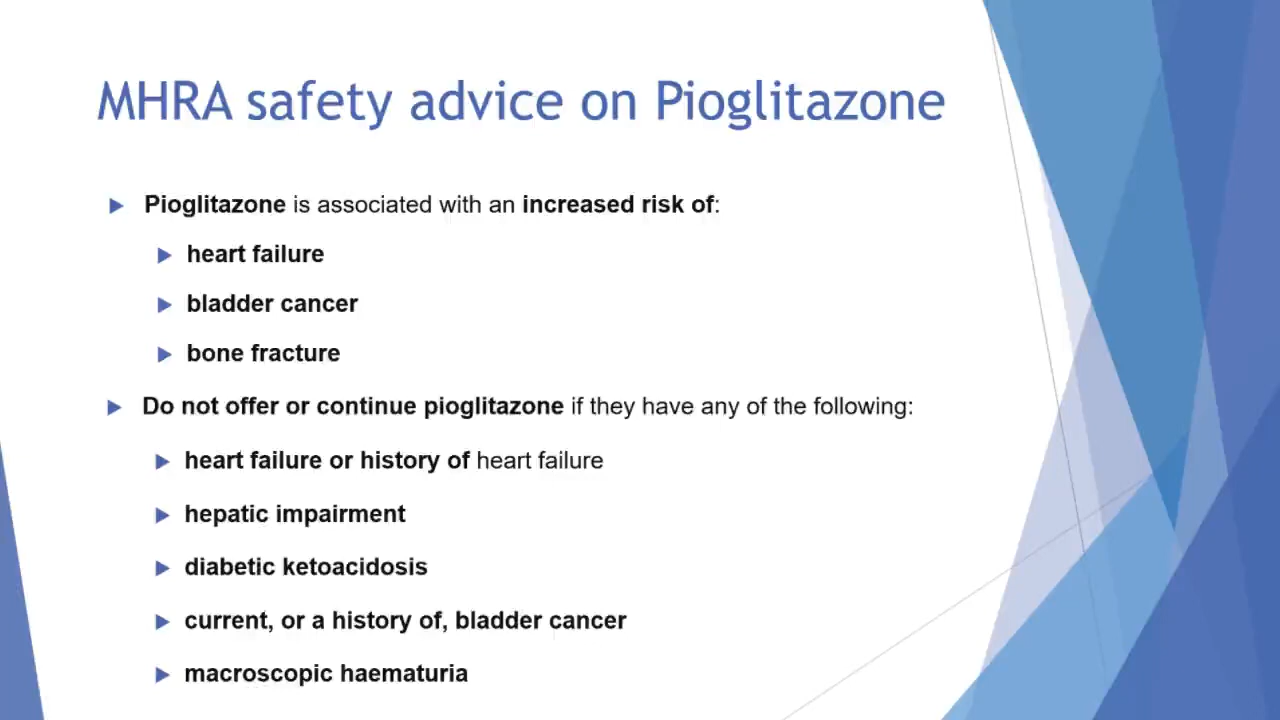 MHRA safety advice on Pioglitazone
Pioglitazone is associated with an increased risk of:
heart failure
bladder cancer
bone fracture
Do not offer or continue pioglitazone if they have any of the following:
heart failure or history of heart failure
hepatic impairment
diabetic ketoacidosis
current, or a history of, bladder cancer
macroscopic haematuria